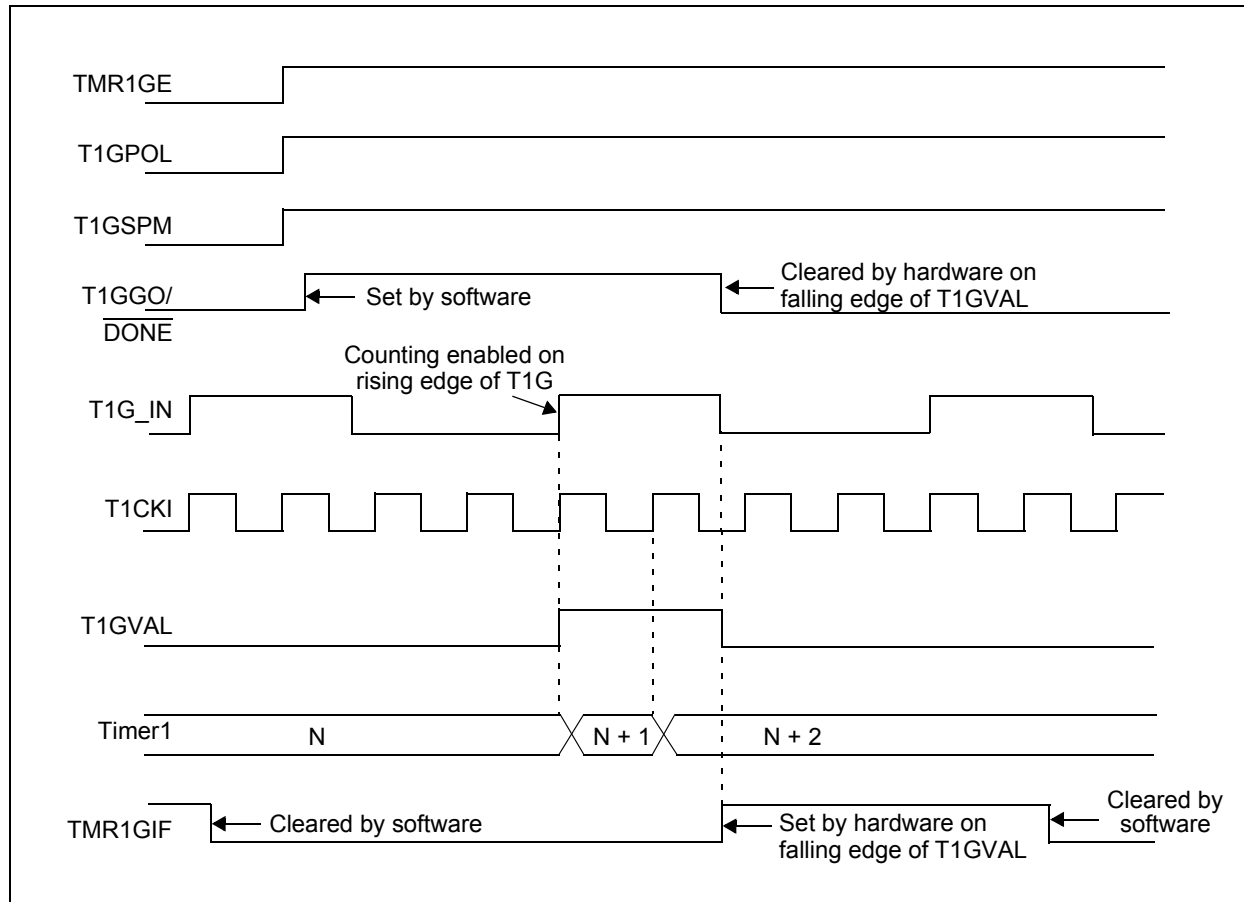 TMR1GE
T1GPOL
T1GSPM
T1GGO/
DONE
Set by software
Cleared by hardware on
falling edge of T1GVAL
Counting enabled on
rising edge of T1G
T1G_IN
T1CKI
T1GVAL
Timer1
N
N + 1
N + 2
TMR1GIF
Cleared by software
Set by hardware on
falling edge of T1GVAL
Cleared by
software